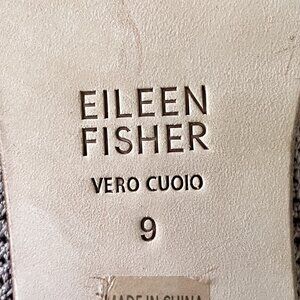 EILEEN
FISHER
VERO CUOIO
9
MADE IN CHINA